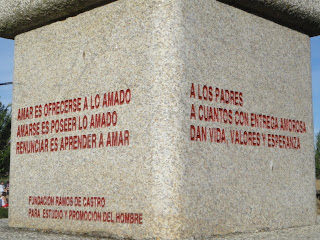 AMAR ES OFRECERSE A LO AMADO
AMARSE ES POSEER LO AMADO
RENUNCIAR ES APRENDER A AMAR
FUNDACION RAMOS DE CASTRO
PARA ESTUDIO Y PROMOCIÓN DEL HOMBRE
A LOS PADRES
A CUANTOS CON ENTREGA AMOROSA
DAN VIDA, VALORES Y ESPERANZA